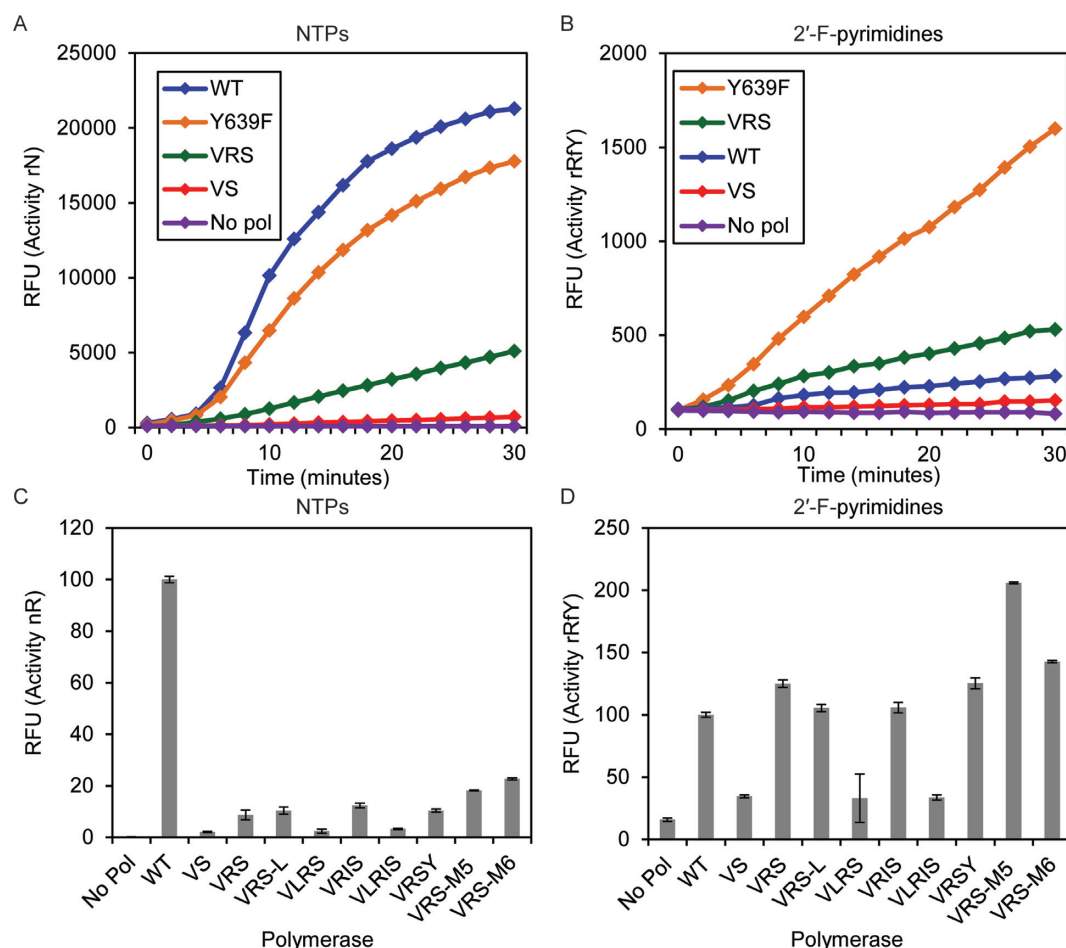 A
NTPs
RFU (Activity rN)
25000
20000
15000
10000
5000
0
WT
Y639F
VRS
VS
No pol
0
10
20
30
Time (minutes)
B
2′-F-pyrimidines
RFU (Activity rRfY)
2000
1500
1000
500
0
Y639F
VRS
WT
VS
No pol
0
10
20
30
Time (minutes)
C
NTPs
RFU (Activity nR)
120
100
80
60
40
20
0
No Pol
WT
VS
VRS
VRS-L
VLRS
VRIS
VLRIS
VRSY
VRS-M5
VRS-M6
Polymerase
D
2′-F-pyrimidines
RFU (Activity rRfY)
250
200
150
100
50
0
No Pol
WT
VS
VRS
VRS-L
VLRS
VRIS
VLRIS
VRSY
VRS-M5
VRS-M6
Polymerase